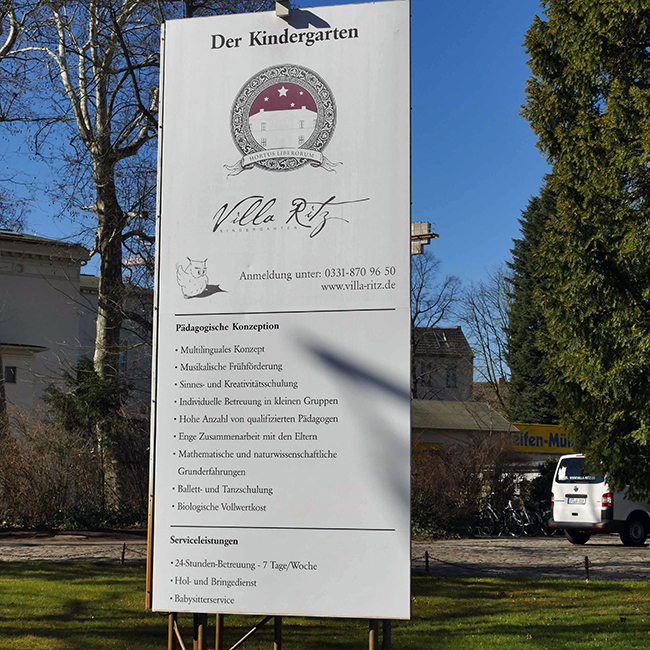 Der Kindergarten
HORTUS LIBERORUM
Villa Ritz
KINDERGARTEN
Anmeldung unter: 0331-870 96 50
www.villa-ritz.de
Pädagogische Konzeption
• Multilinguales Konzept
• Musikalische Frühförderung
• Sinnes- und Kreativitätsschulung
• Individuelle Betreuung in kleinen Gruppen
• Hohe Anzahl von qualifizierten Pädagogen
• Enge Zusammenarbeit mit den Eltern
• Mathematische und naturwissenschaftliche
Grunderfahrungen
• Ballett- und Tanzschulung
• Biologische Vollwertkost
Serviceleistungen
• 24-Stunden-Betreuung - 7 Tage/Woche
• Hol- und Bringedienst
• Babysitterservice